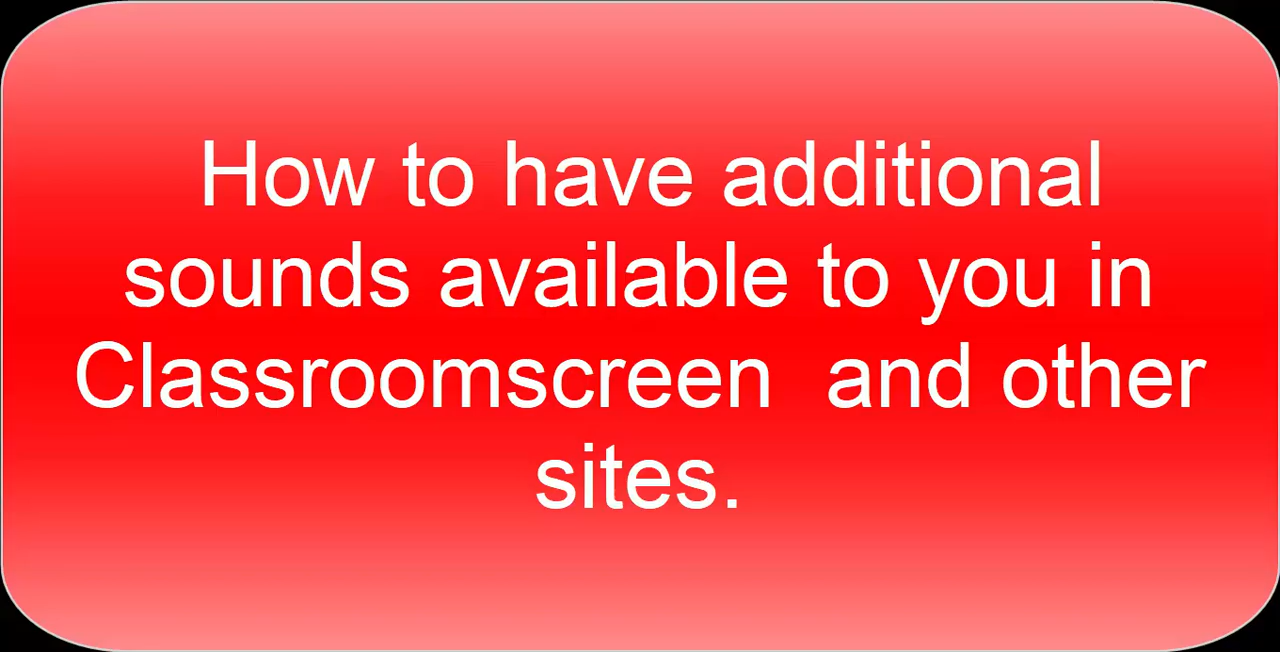 How to have additional
sounds available to you in
Classroomscreen  and other
sites.